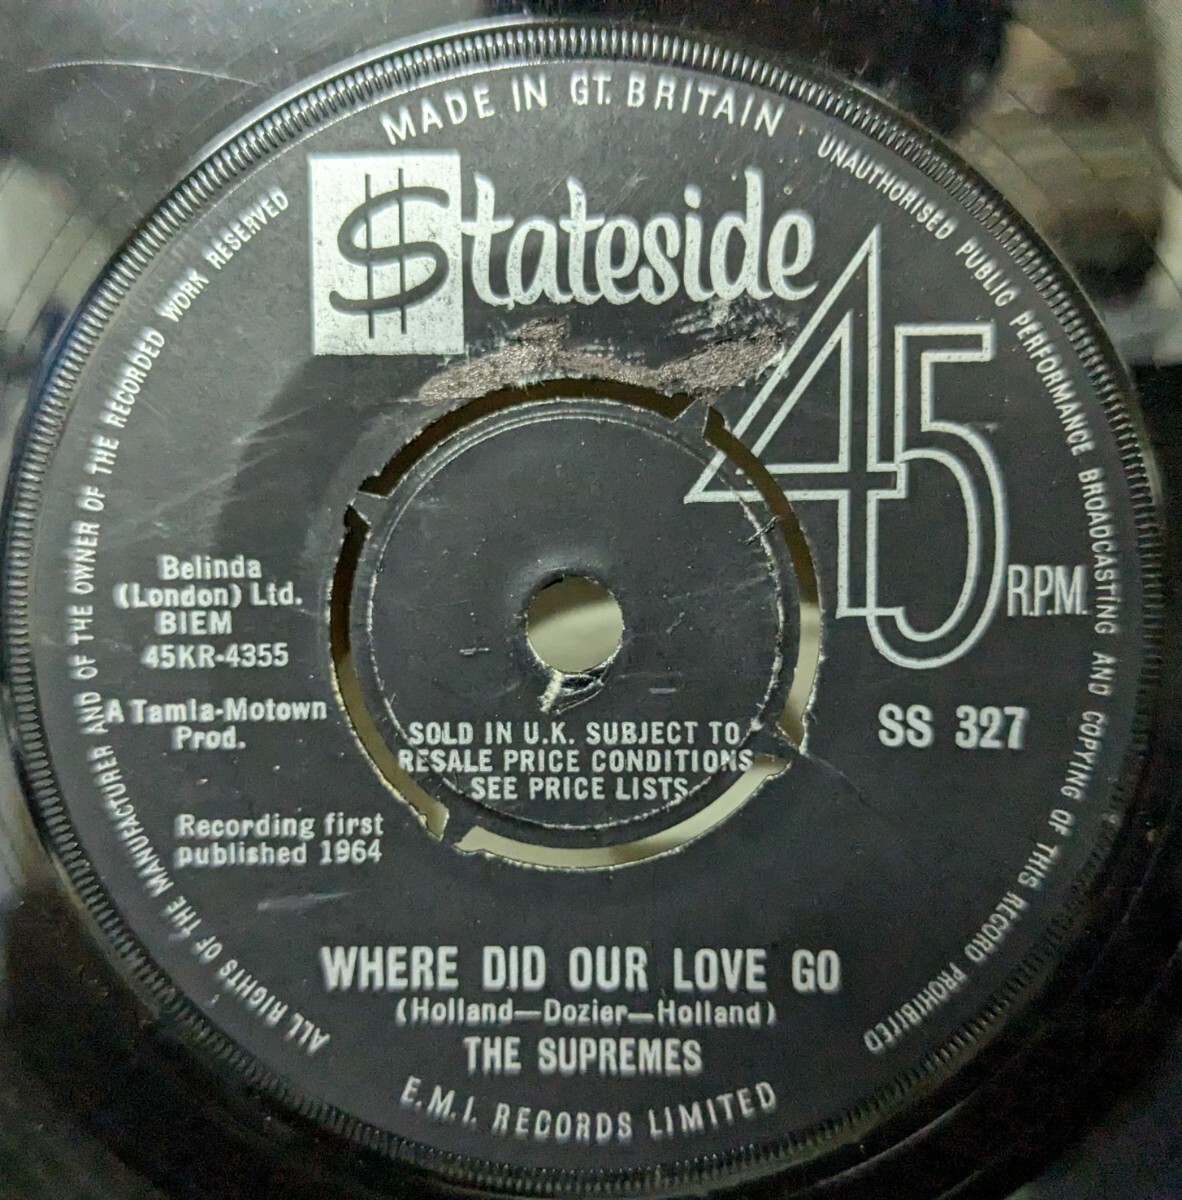 MADE IN GT. BRITAIN
UNAUTHORISED PUBLIC PERFORMANCE BROADCASTING AND COPYING OF THIS RECORD PROHIBITED
ALL RIGHTS OF THE MANUFACTURER AND OF THE OWNER OF THE RECORDED WORK RESERVED
Stateside
45
R.P.M.
Belinda
(London) Ltd.
BIEM
45KR-4355
A Tamla-Motown
Prod.
SS 327
SOLD IN U.K. SUBJECT TO
RESALE PRICE CONDITIONS
SEE PRICE LISTS
Recording first
published 1964
WHERE DID OUR LOVE GO
(Holland—Dozier—Holland)
THE SUPREMES
E.M.I. RECORDS LIMITED